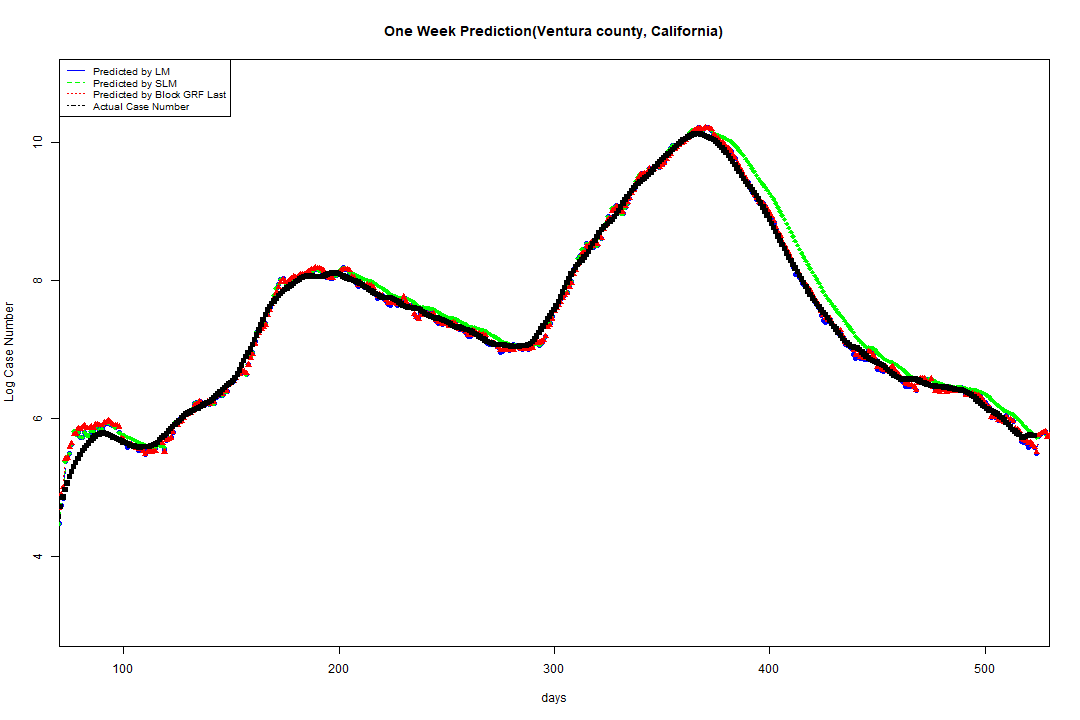 One Week Prediction(Ventura county, California)
Predicted by LM
Predicted by SLM
Predicted by Block GRF Last
Actual Case Number
10
8
6
4
Log Case Number
100 200 300 400 500
days